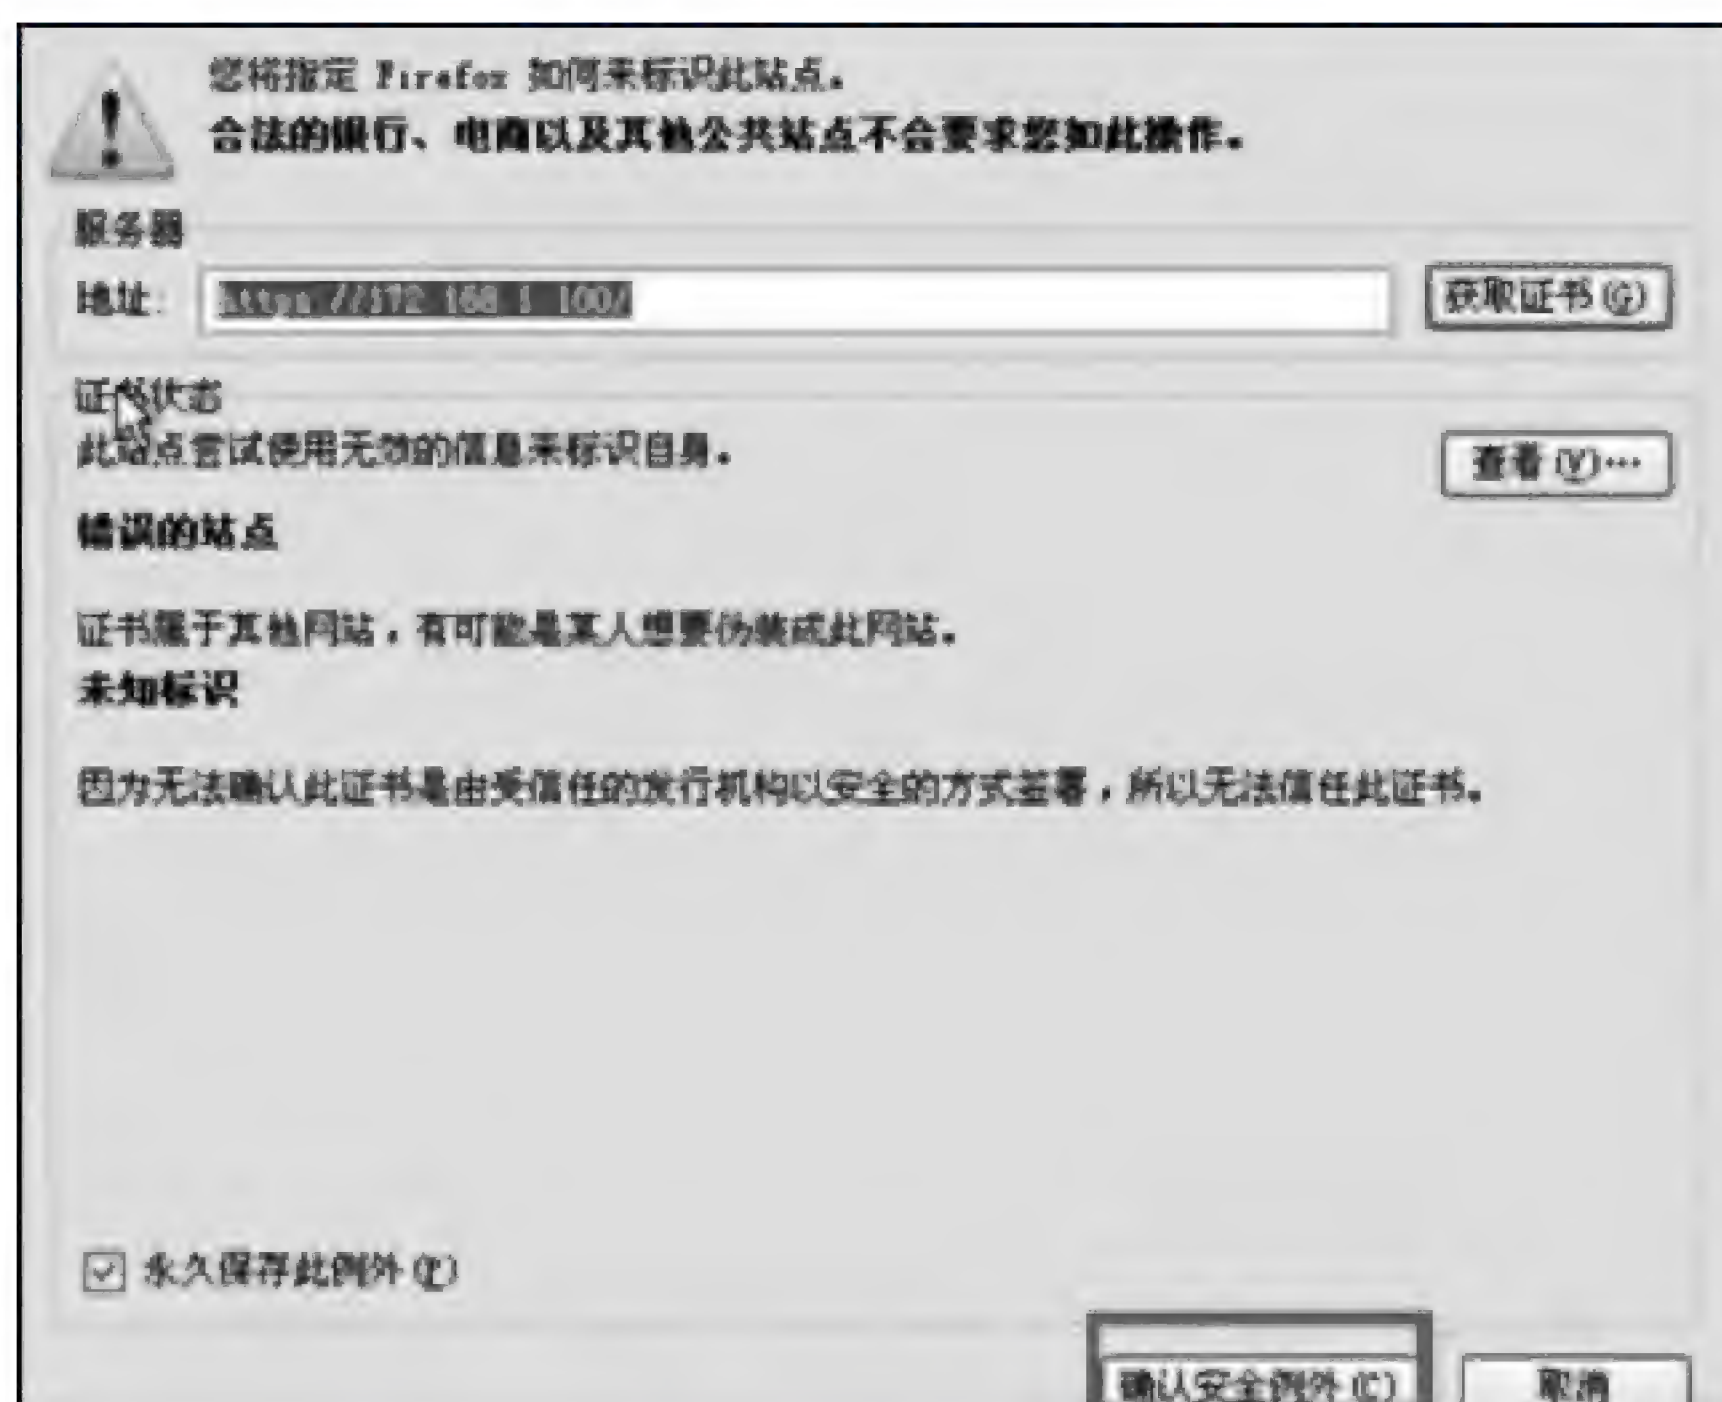 您将指定 Firefox 如何来标识此站点。
合法的银行、电商以及其他公共站点不会要求您如此操作。
服务器
地址: https://172.168.1.100/ 获取证书(G)
证书状态
此站点尝试使用无效的信息来标识自身。 查看(V)…
错误的站点
证书属于其他网站，有可能是某人想要伪装成此网站。
未知标识
因为无法确认此证书是由受信任的发行机构以安全的方式签署，所以无法信任此证书。
永久保存此例外(P)
确认安全例外(C) 取消